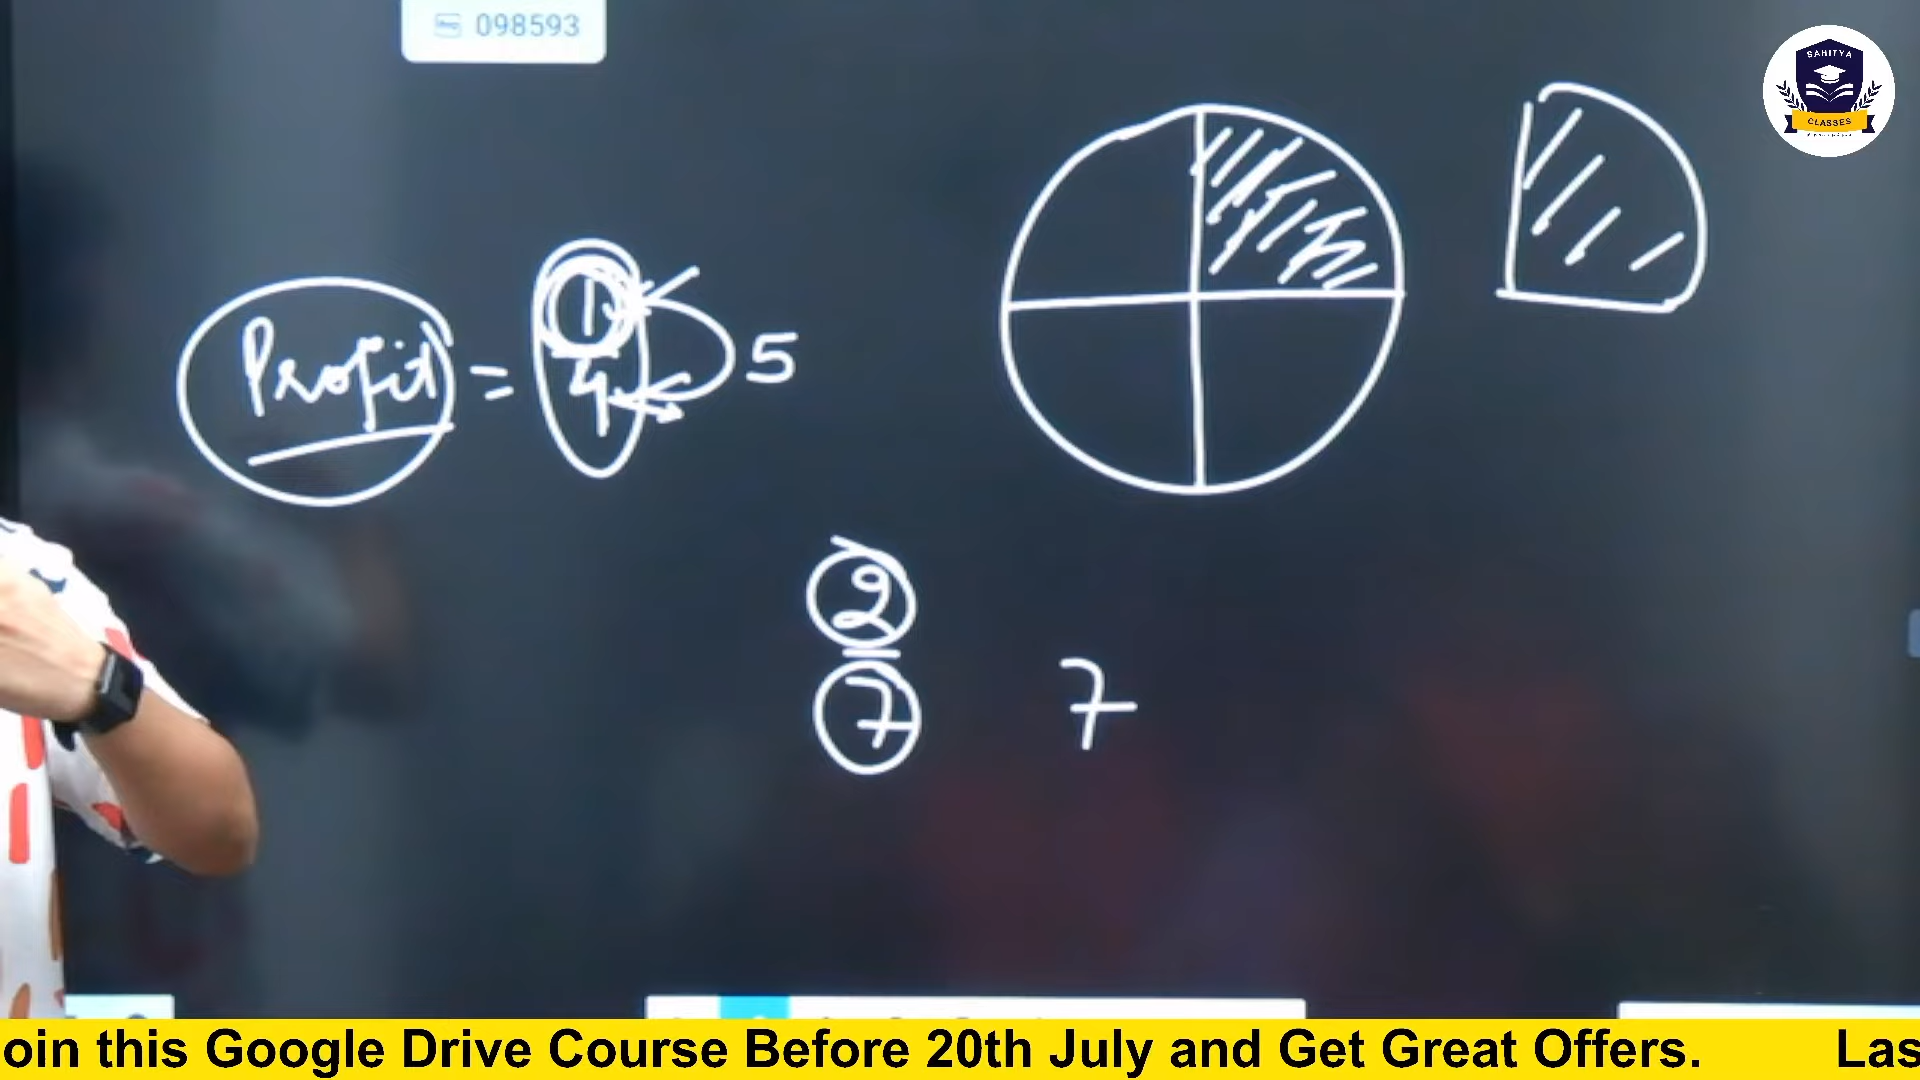 098593
SAHITYA
CLASSES
Profit = 1/4 5
2/7 7
oin this Google Drive Course Before 20th July and Get Great Offers. Las